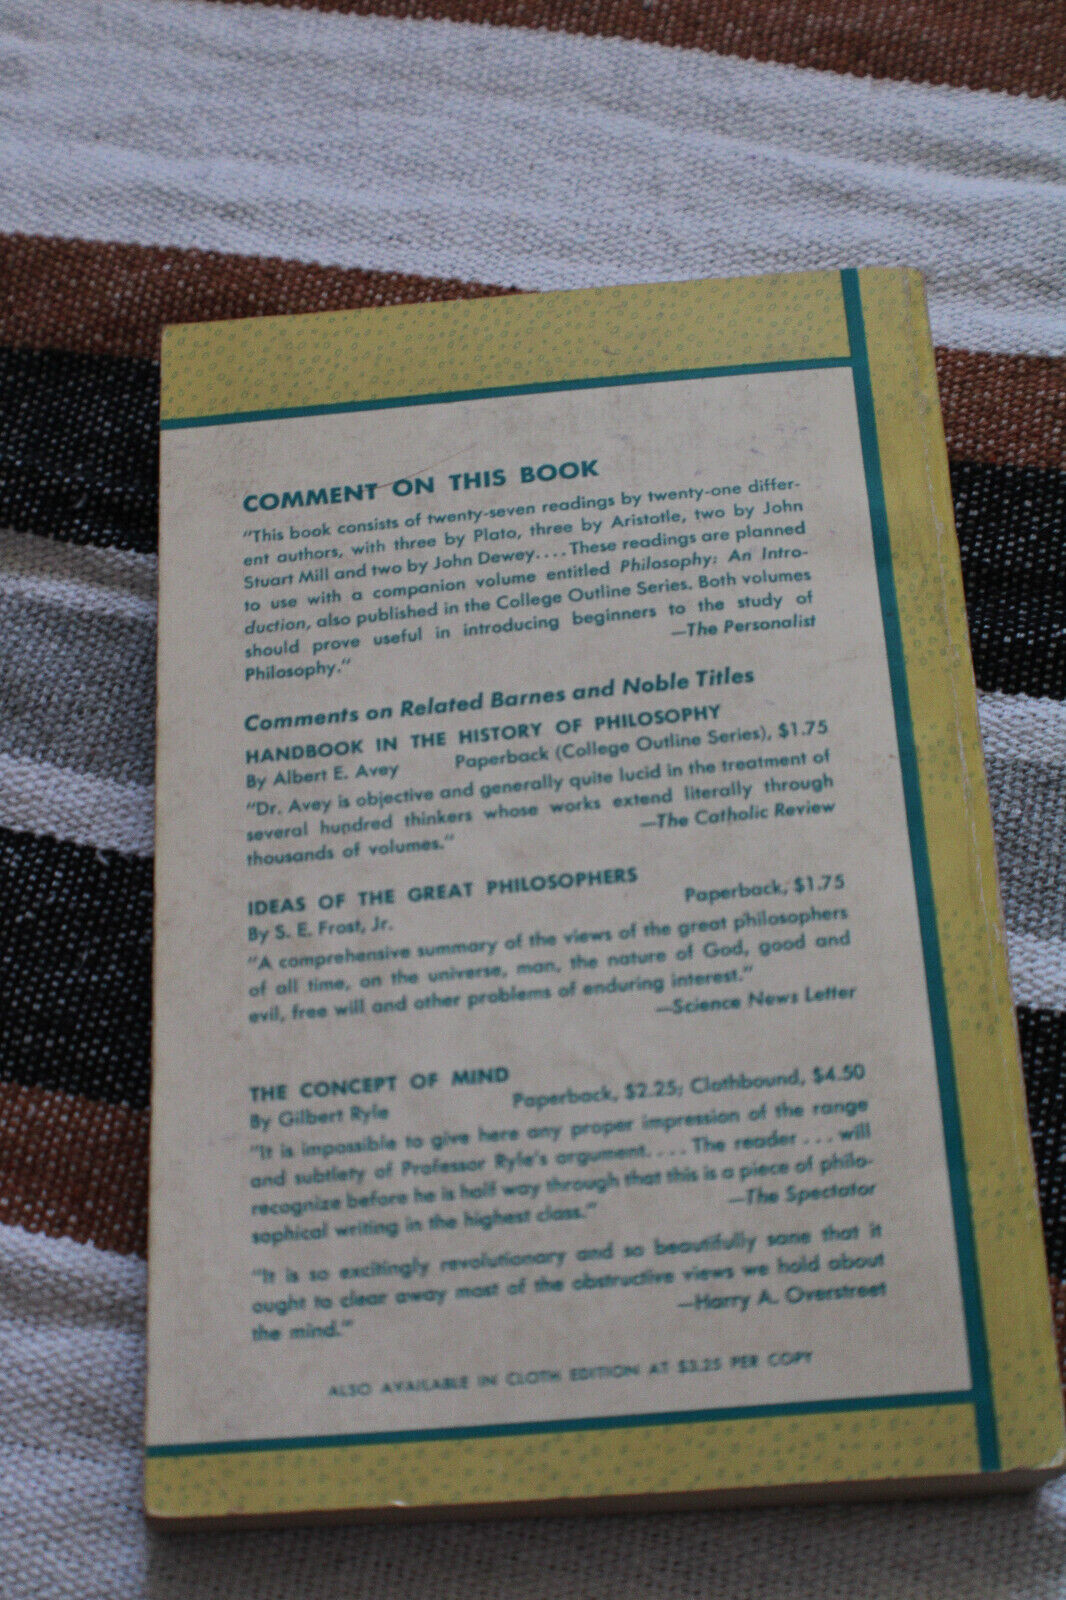 COMMENT ON THIS BOOK
"This book consists of twenty-seven readings by twenty-one differ-
ent authors, with three by Plato, three by Aristotle, two by John
Stuart Mill and two by John Dewey.... These readings are planned
to use with a companion volume entitled Philosophy: An Intro-
duction, also published in the College Outline Series. Both volumes
should prove useful in introducing beginners to the study of
Philosophy."
—The Personalist
Comments on Related Barnes and Noble Titles
HANDBOOK IN THE HISTORY OF PHILOSOPHY
By Albert E. Avey Paperback (College Outline Series), $1.75
"Dr. Avey is objective and generally quite lucid in the treatment of
several hundred thinkers whose works extend literally through
thousands of volumes."
—The Catholic Review
IDEAS OF THE GREAT PHILOSOPHERS
By S. E. Frost, Jr. Paperback, $1.75
"A comprehensive summary of the views of the great philosophers
of all time, on the universe, man, the nature of God, good and
evil, free will and other problems of enduring interest."
—Science News Letter
THE CONCEPT OF MIND
By Gilbert Ryle Paperback, $2.25; Clothbound, $4.50
"It is impossible to give here any proper impression of the range
and subtlety of Professor Ryle's argument.... The reader ... will
recognize before he is half way through that this is a piece of philo-
sophical writing in the highest class."
—The Spectator
"It is so excitingly revolutionary and so beautifully sane that it
ought to clear away most of the obstructive views we hold about
the mind."
—Harry A. Overstreet
ALSO AVAILABLE IN CLOTH EDITION AT $3.25 PER COPY